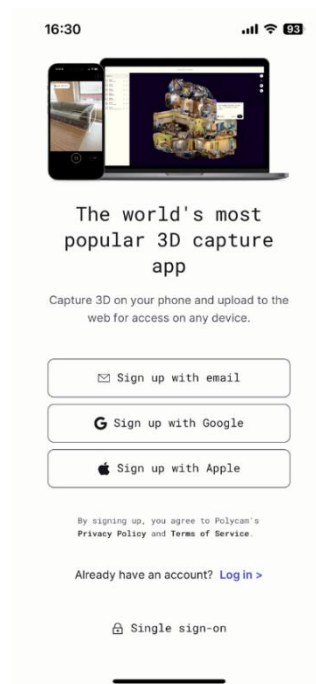 16:30
93
The world's most
popular 3D capture
app
Capture 3D on your phone and upload to the
web for access on any device.
Sign up with email
Sign up with Google
Sign up with Apple
By signing up, you agree to Polycam's
Privacy Policy and Terms of Service.
Already have an account? Log in >
Single sign-on